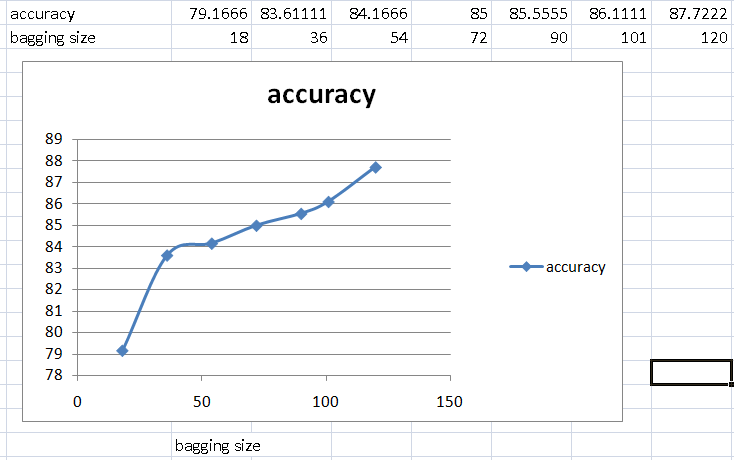 accuracy 79.1666 83.61111 84.1666 85 85.5555 86.1111 87.7222
bagging size 18 36 54 72 90 101 120
accuracy
89
88
87
86
85
84
83
82
81
80
79
78
accuracy
0 50 100 150
bagging size